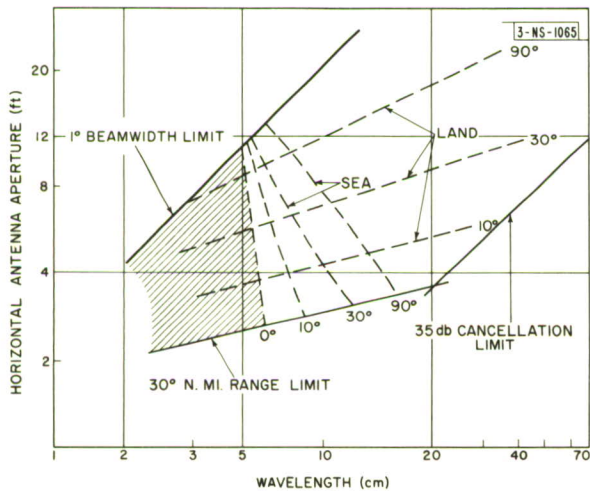 3-NS-1065
90°
20
1° BEAMWIDTH LIMIT
LAND
12
30°
8
SEA
10°
4
0° 10° 30° 90°
35 db CANCELLATION
LIMIT
2
30° N. MI. RANGE LIMIT
HORIZONTAL ANTENNA APERTURE (ft)
1 2 3 5 10 20 40 70
WAVELENGTH (cm)